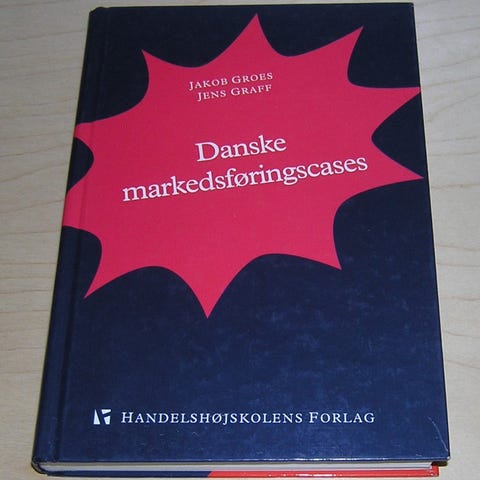 JAKOB GROES
JENS GRAFF
Danske
markedsføringscases
HANDELSHØJSKOLENS FORLAG